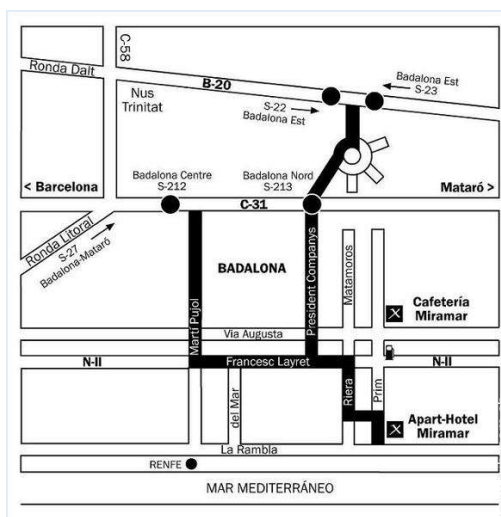 C-58
Ronda Dalt
B-20
Badalona Est
S-23
Nus
Trinitat
S-22
Badalona Est
Badalona Centre
S-212
Badalona Nord
S-213
< Barcelona
Mataró >
C-31
Ronda Litoral
S-27
Badalona-Mataró
BADALONA
Martí Pujol
President Companys
Matamoros
Cafetería
Miramar
Via Augusta
N-II
Francesc Layret
N-II
del Mar
Riera
Prim
Apart-Hotel
Miramar
La Rambla
RENFE
MAR MEDITERRÁNEO